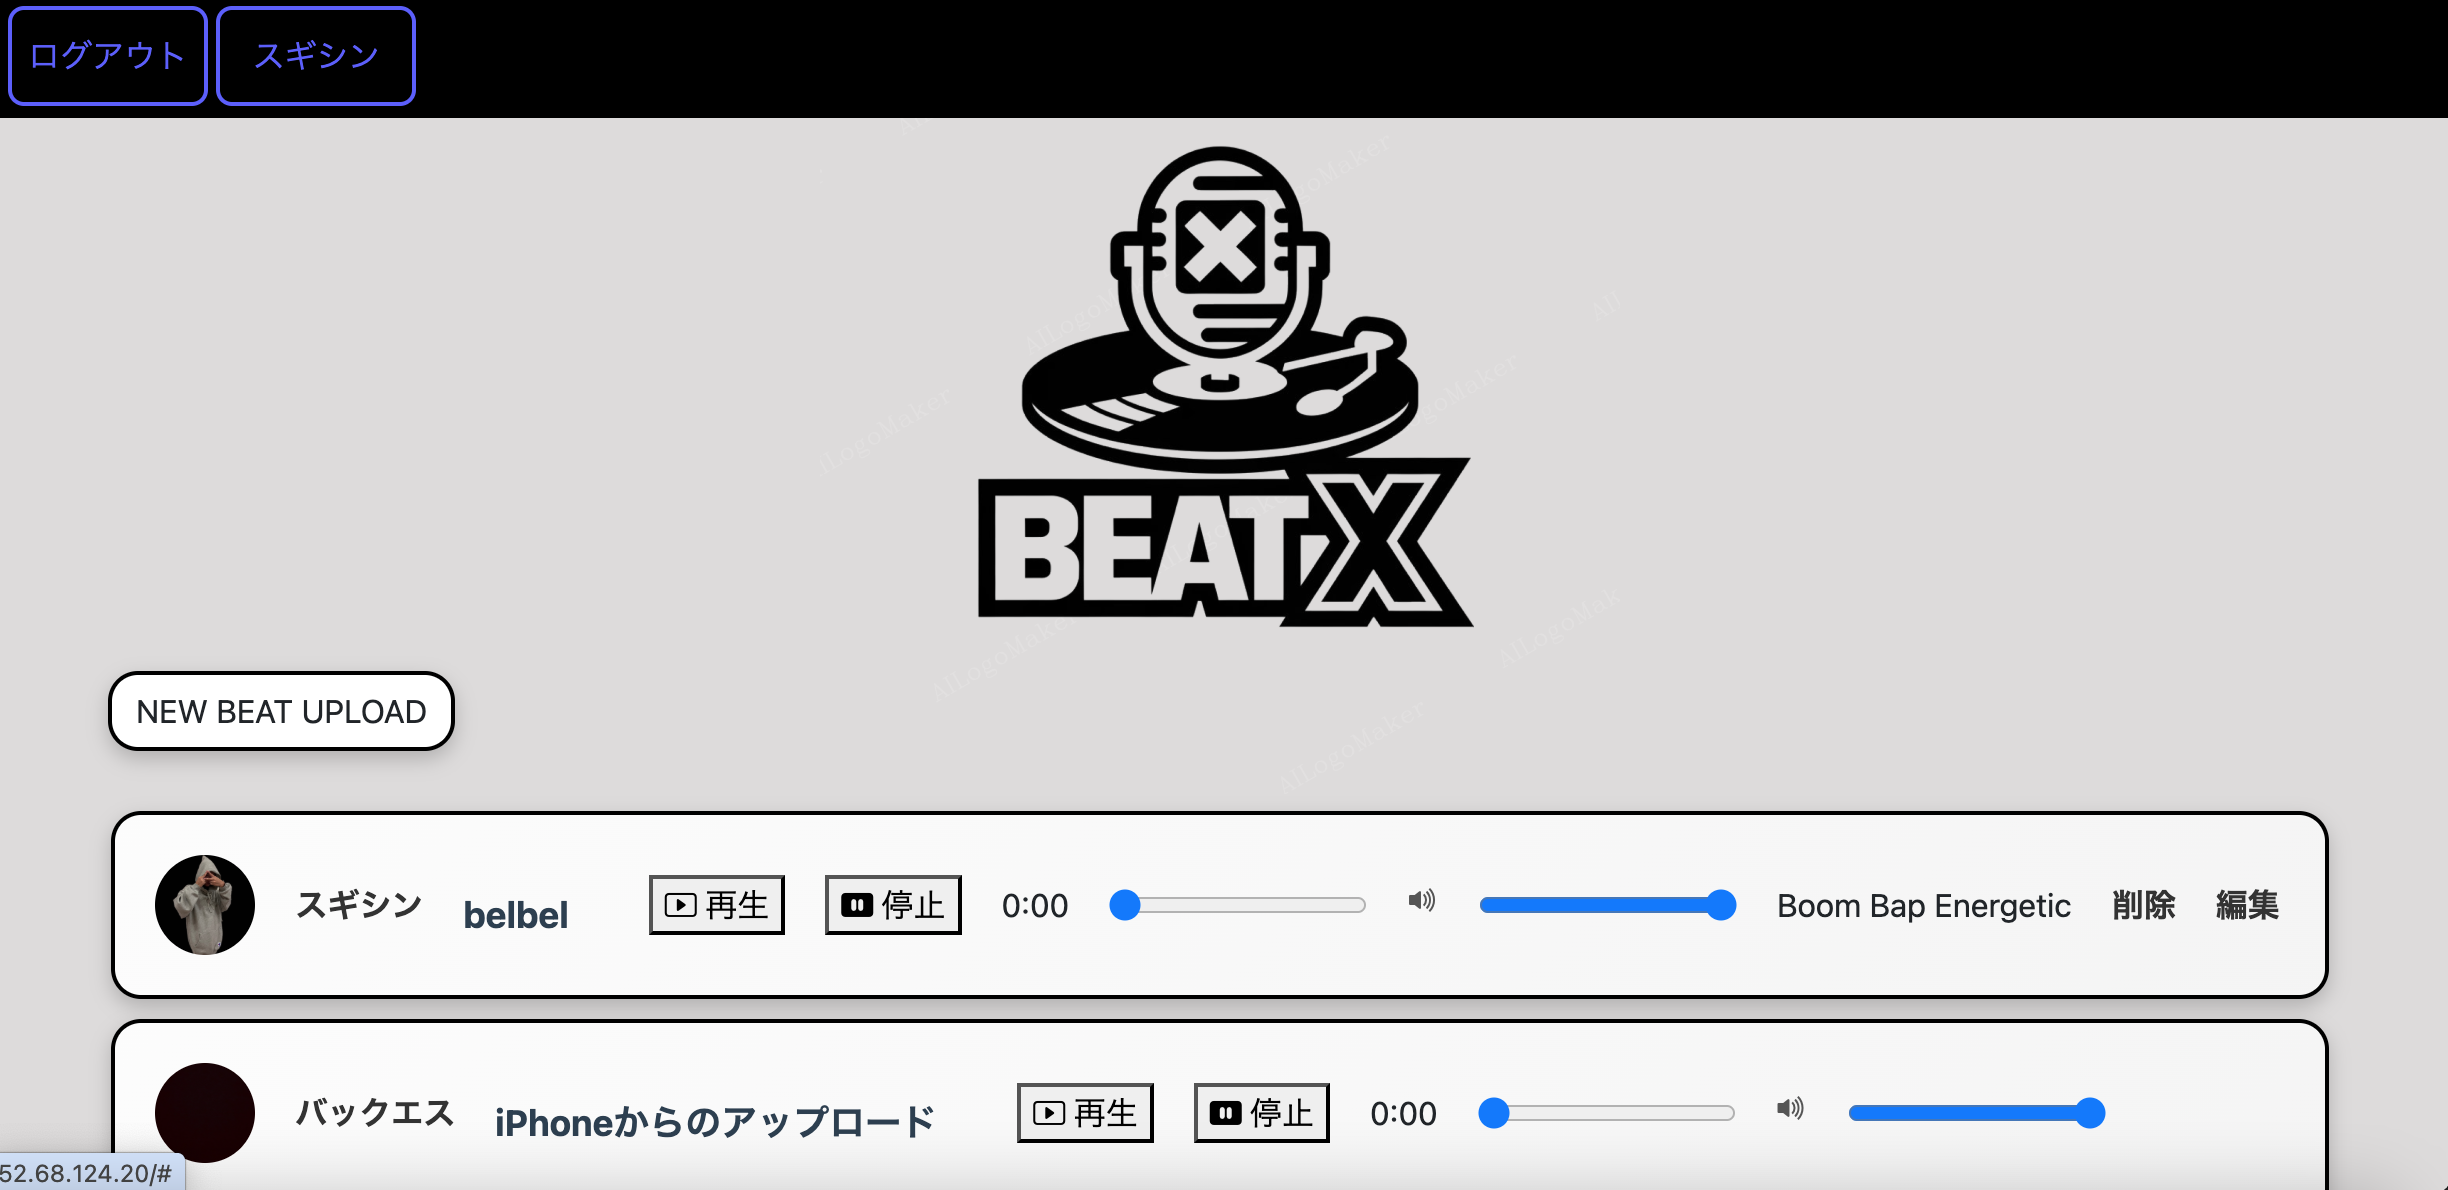 ログアウト スギシン
AlLogoMaker
BEATX
NEW BEAT UPLOAD
スギシン belbel 再生 停止 0:00 Boom Bap Energetic 削除 編集
バックエス iPhoneからのアップロード 再生 停止 0:00
52.68.124.20/#